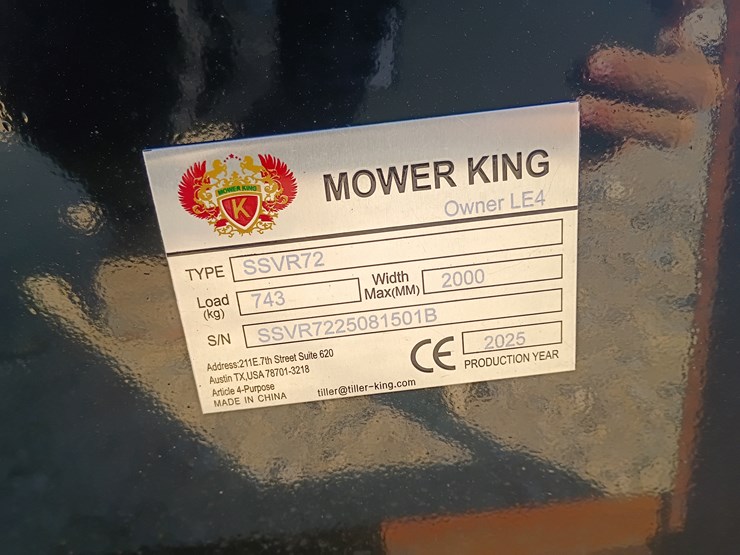 MOWER KING
K
MOWER KING
Owner LE4
TYPE SSVR72
Load (kg) 743 Width Max(MM) 2000
S/N SSVR7225081501B
Address:211E.7th Street Suite 620
Austin TX,USA 78701-3218
Article 4-Purpose
MADE IN CHINA
tiller@tiller-king.com
CE 2025
PRODUCTION YEAR